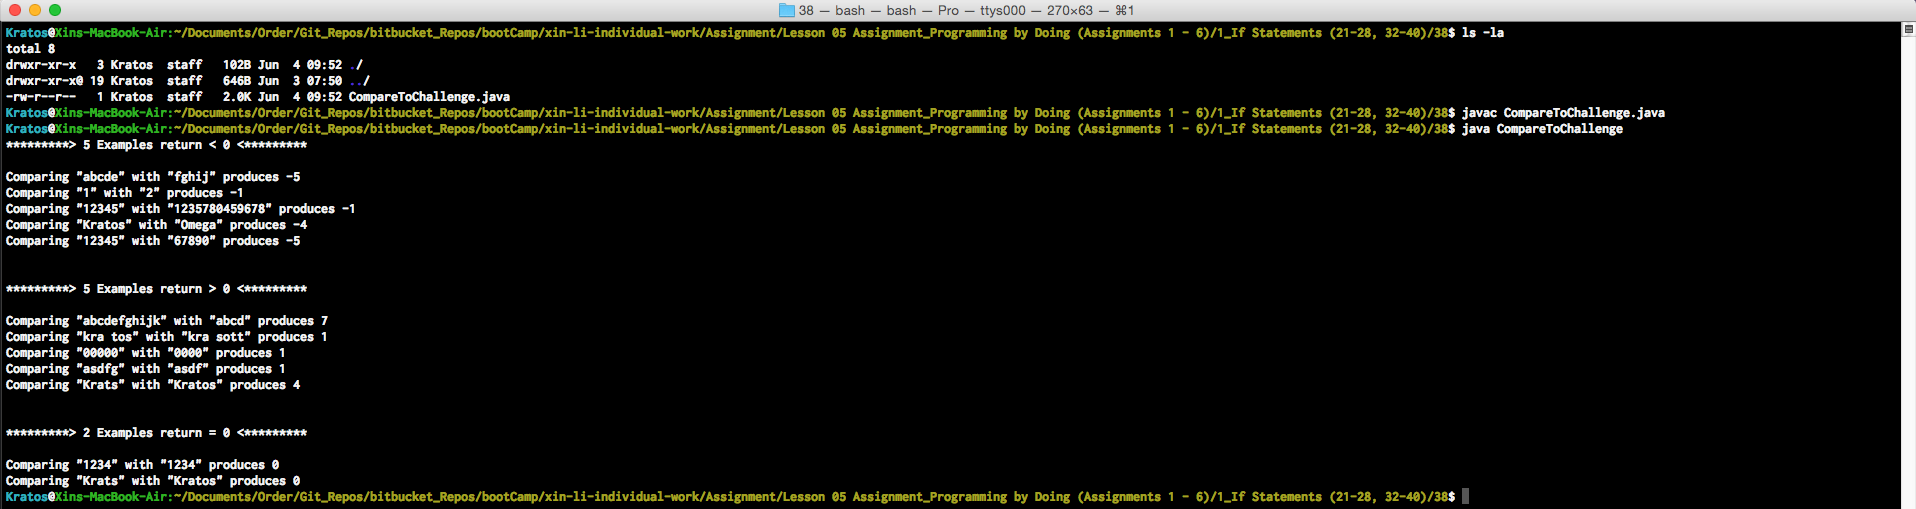 38 — bash — bash — Pro — ttys000 — 270×63 — ⌘1
Kratos@Xins-MacBook-Air:~/Documents/Order/Git_Repos/bitbucket_Repos/bootCamp/xin-li-individual-work/Assignment/Lesson 05 Assignment_Programming by Doing (Assignments 1 - 6)/1_If Statements (21-28, 32-40)/38$ ls -la
total 8
drwxr-xr-x   3 Kratos  staff   102B Jun  4 09:52 ./
drwxr-xr-x@ 19 Kratos  staff   646B Jun  3 07:50 ../
-rw-r--r--   1 Kratos  staff   2.0K Jun  4 09:52 CompareToChallenge.java
Kratos@Xins-MacBook-Air:~/Documents/Order/Git_Repos/bitbucket_Repos/bootCamp/xin-li-individual-work/Assignment/Lesson 05 Assignment_Programming by Doing (Assignments 1 - 6)/1_If Statements (21-28, 32-40)/38$ javac CompareToChallenge.java
Kratos@Xins-MacBook-Air:~/Documents/Order/Git_Repos/bitbucket_Repos/bootCamp/xin-li-individual-work/Assignment/Lesson 05 Assignment_Programming by Doing (Assignments 1 - 6)/1_If Statements (21-28, 32-40)/38$ java CompareToChallenge
*********> 5 Examples return < 0 <*********
Comparing "abcde" with "fghij" produces -5
Comparing "1" with "2" produces -1
Comparing "12345" with "1235780459678" produces -1
Comparing "Kratos" with "Omega" produces -4
Comparing "12345" with "67890" produces -5
*********> 5 Examples return > 0 <*********
Comparing "abcdefghijk" with "abcd" produces 7
Comparing "kra tos" with "kra sott" produces 1
Comparing "00000" with "0000" produces 1
Comparing "asdfg" with "asdf" produces 1
Comparing "Krats" with "Kratos" produces 4
*********> 2 Examples return = 0 <*********
Comparing "1234" with "1234" produces 0
Comparing "Krats" with "Kratos" produces 0
Kratos@Xins-MacBook-Air:~/Documents/Order/Git_Repos/bitbucket_Repos/bootCamp/xin-li-individual-work/Assignment/Lesson 05 Assignment_Programming by Doing (Assignments 1 - 6)/1_If Statements (21-28, 32-40)/38$